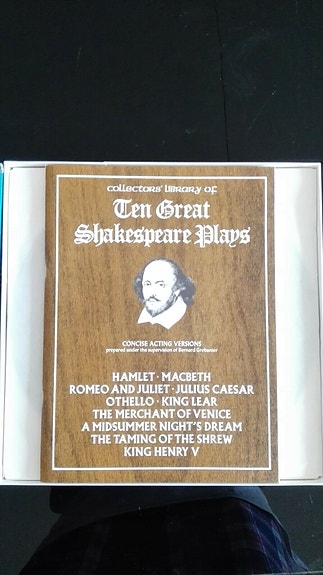 Collectors' Library of
Ten Great
Shakespeare Plays
CONCISE ACTING VERSIONS
prepared under the supervision of Bernard Grebanier
HAMLET · MACBETH
ROMEO AND JULIET · JULIUS CAESAR
OTHELLO · KING LEAR
THE MERCHANT OF VENICE
A MIDSUMMER NIGHT'S DREAM
THE TAMING OF THE SHREW
KING HENRY V